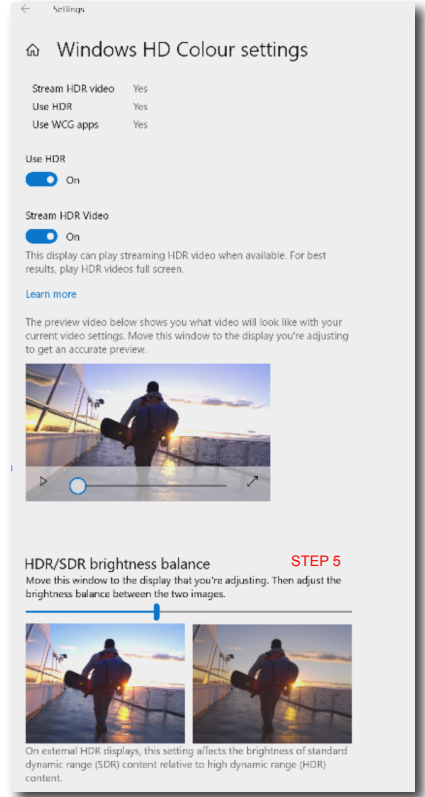 Settings
Windows HD Colour settings
Stream HDR video Yes
Use HDR Yes
Use WCG apps Yes
Use HDR
On
Stream HDR Video
On
This display can play streaming HDR video when available. For best
results, play HDR videos full screen.
Learn more
The preview video below shows you what video will look like with your
current video settings. Move this window to the display you're adjusting
to get an accurate preview.
HDR/SDR brightness balance STEP 5
Move this window to the display that you're adjusting. Then adjust the
brightness balance between the two images.
On external HDR displays, this setting affects the brightness of standard
dynamic range (SDR) content relative to high dynamic range (HDR)
content.